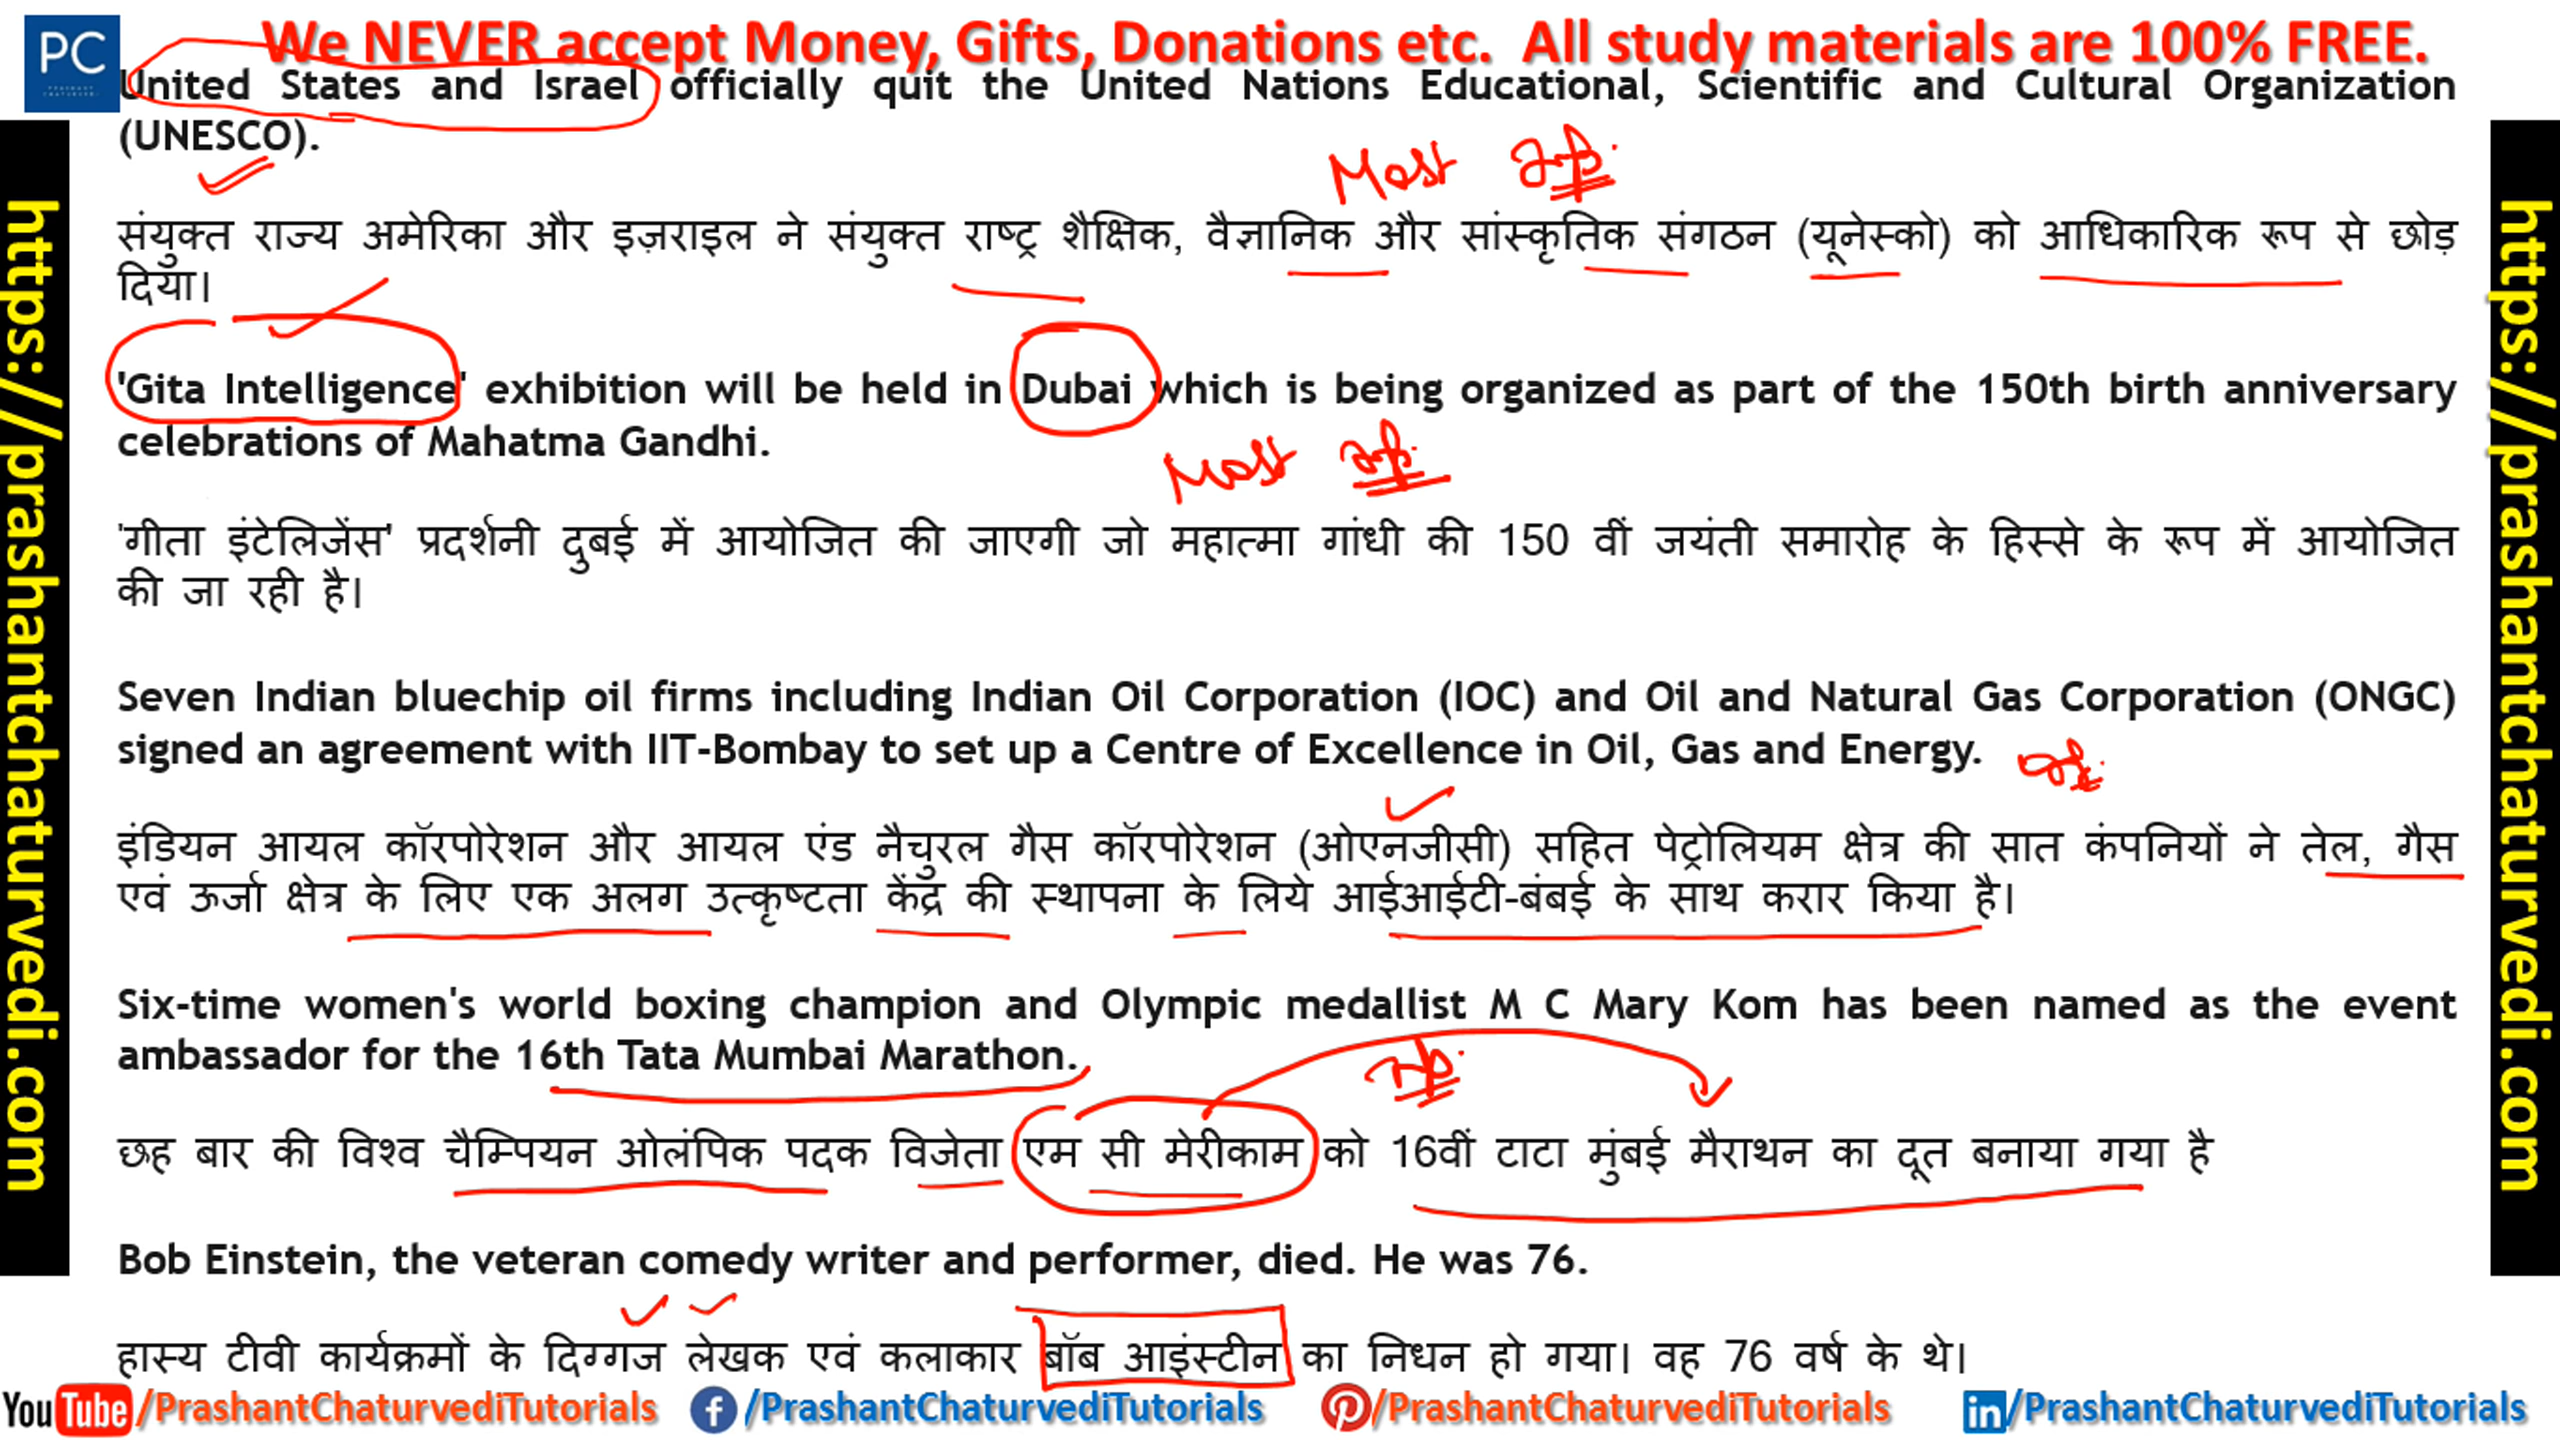 We NEVER accept Money, Gifts, Donations etc. All study materials are 100% FREE.
PC
PRASHANT
CHATURVEDI
United States and Israel officially quit the United Nations Educational, Scientific and Cultural Organization
(UNESCO).
Most Imp.
संयुक्त राज्य अमेरिका और इज़राइल ने संयुक्त राष्ट्र शैक्षिक, वैज्ञानिक और सांस्कृतिक संगठन (यूनेस्को) को आधिकारिक रूप से छोड़
दिया।
'Gita Intelligence' exhibition will be held in Dubai which is being organized as part of the 150th birth anniversary
celebrations of Mahatma Gandhi.
Most Imp.
'गीता इंटेलिजेंस' प्रदर्शनी दुबई में आयोजित की जाएगी जो महात्मा गांधी की 150 वीं जयंती समारोह के हिस्से के रूप में आयोजित
की जा रही है।
Seven Indian bluechip oil firms including Indian Oil Corporation (IOC) and Oil and Natural Gas Corporation (ONGC)
signed an agreement with IIT-Bombay to set up a Centre of Excellence in Oil, Gas and Energy.
Imp.
इंडियन आयल कॉरपोरेशन और आयल एंड नैचुरल गैस कॉरपोरेशन (ओएनजीसी) सहित पेट्रोलियम क्षेत्र की सात कंपनियों ने तेल, गैस
एवं ऊर्जा क्षेत्र के लिए एक अलग उत्कृष्टता केंद्र की स्थापना के लिये आईआईटी-बंबई के साथ करार किया है।
Six-time women's world boxing champion and Olympic medallist M C Mary Kom has been named as the event
ambassador for the 16th Tata Mumbai Marathon.
Imp.
छह बार की विश्व चैम्पियन ओलंपिक पदक विजेता एम सी मेरीकाम को 16वीं टाटा मुंबई मैराथन का दूत बनाया गया है
Bob Einstein, the veteran comedy writer and performer, died. He was 76.
हास्य टीवी कार्यक्रमों के दिग्गज लेखक एवं कलाकार बॉब आइंस्टीन का निधन हो गया। वह 76 वर्ष के थे।
https://prashantchaturvedi.com
https://prashantchaturvedi.com
YouTube/PrashantChaturvediTutorials f/PrashantChaturvediTutorials /PrashantChaturvediTutorials in/PrashantChaturvediTutorials